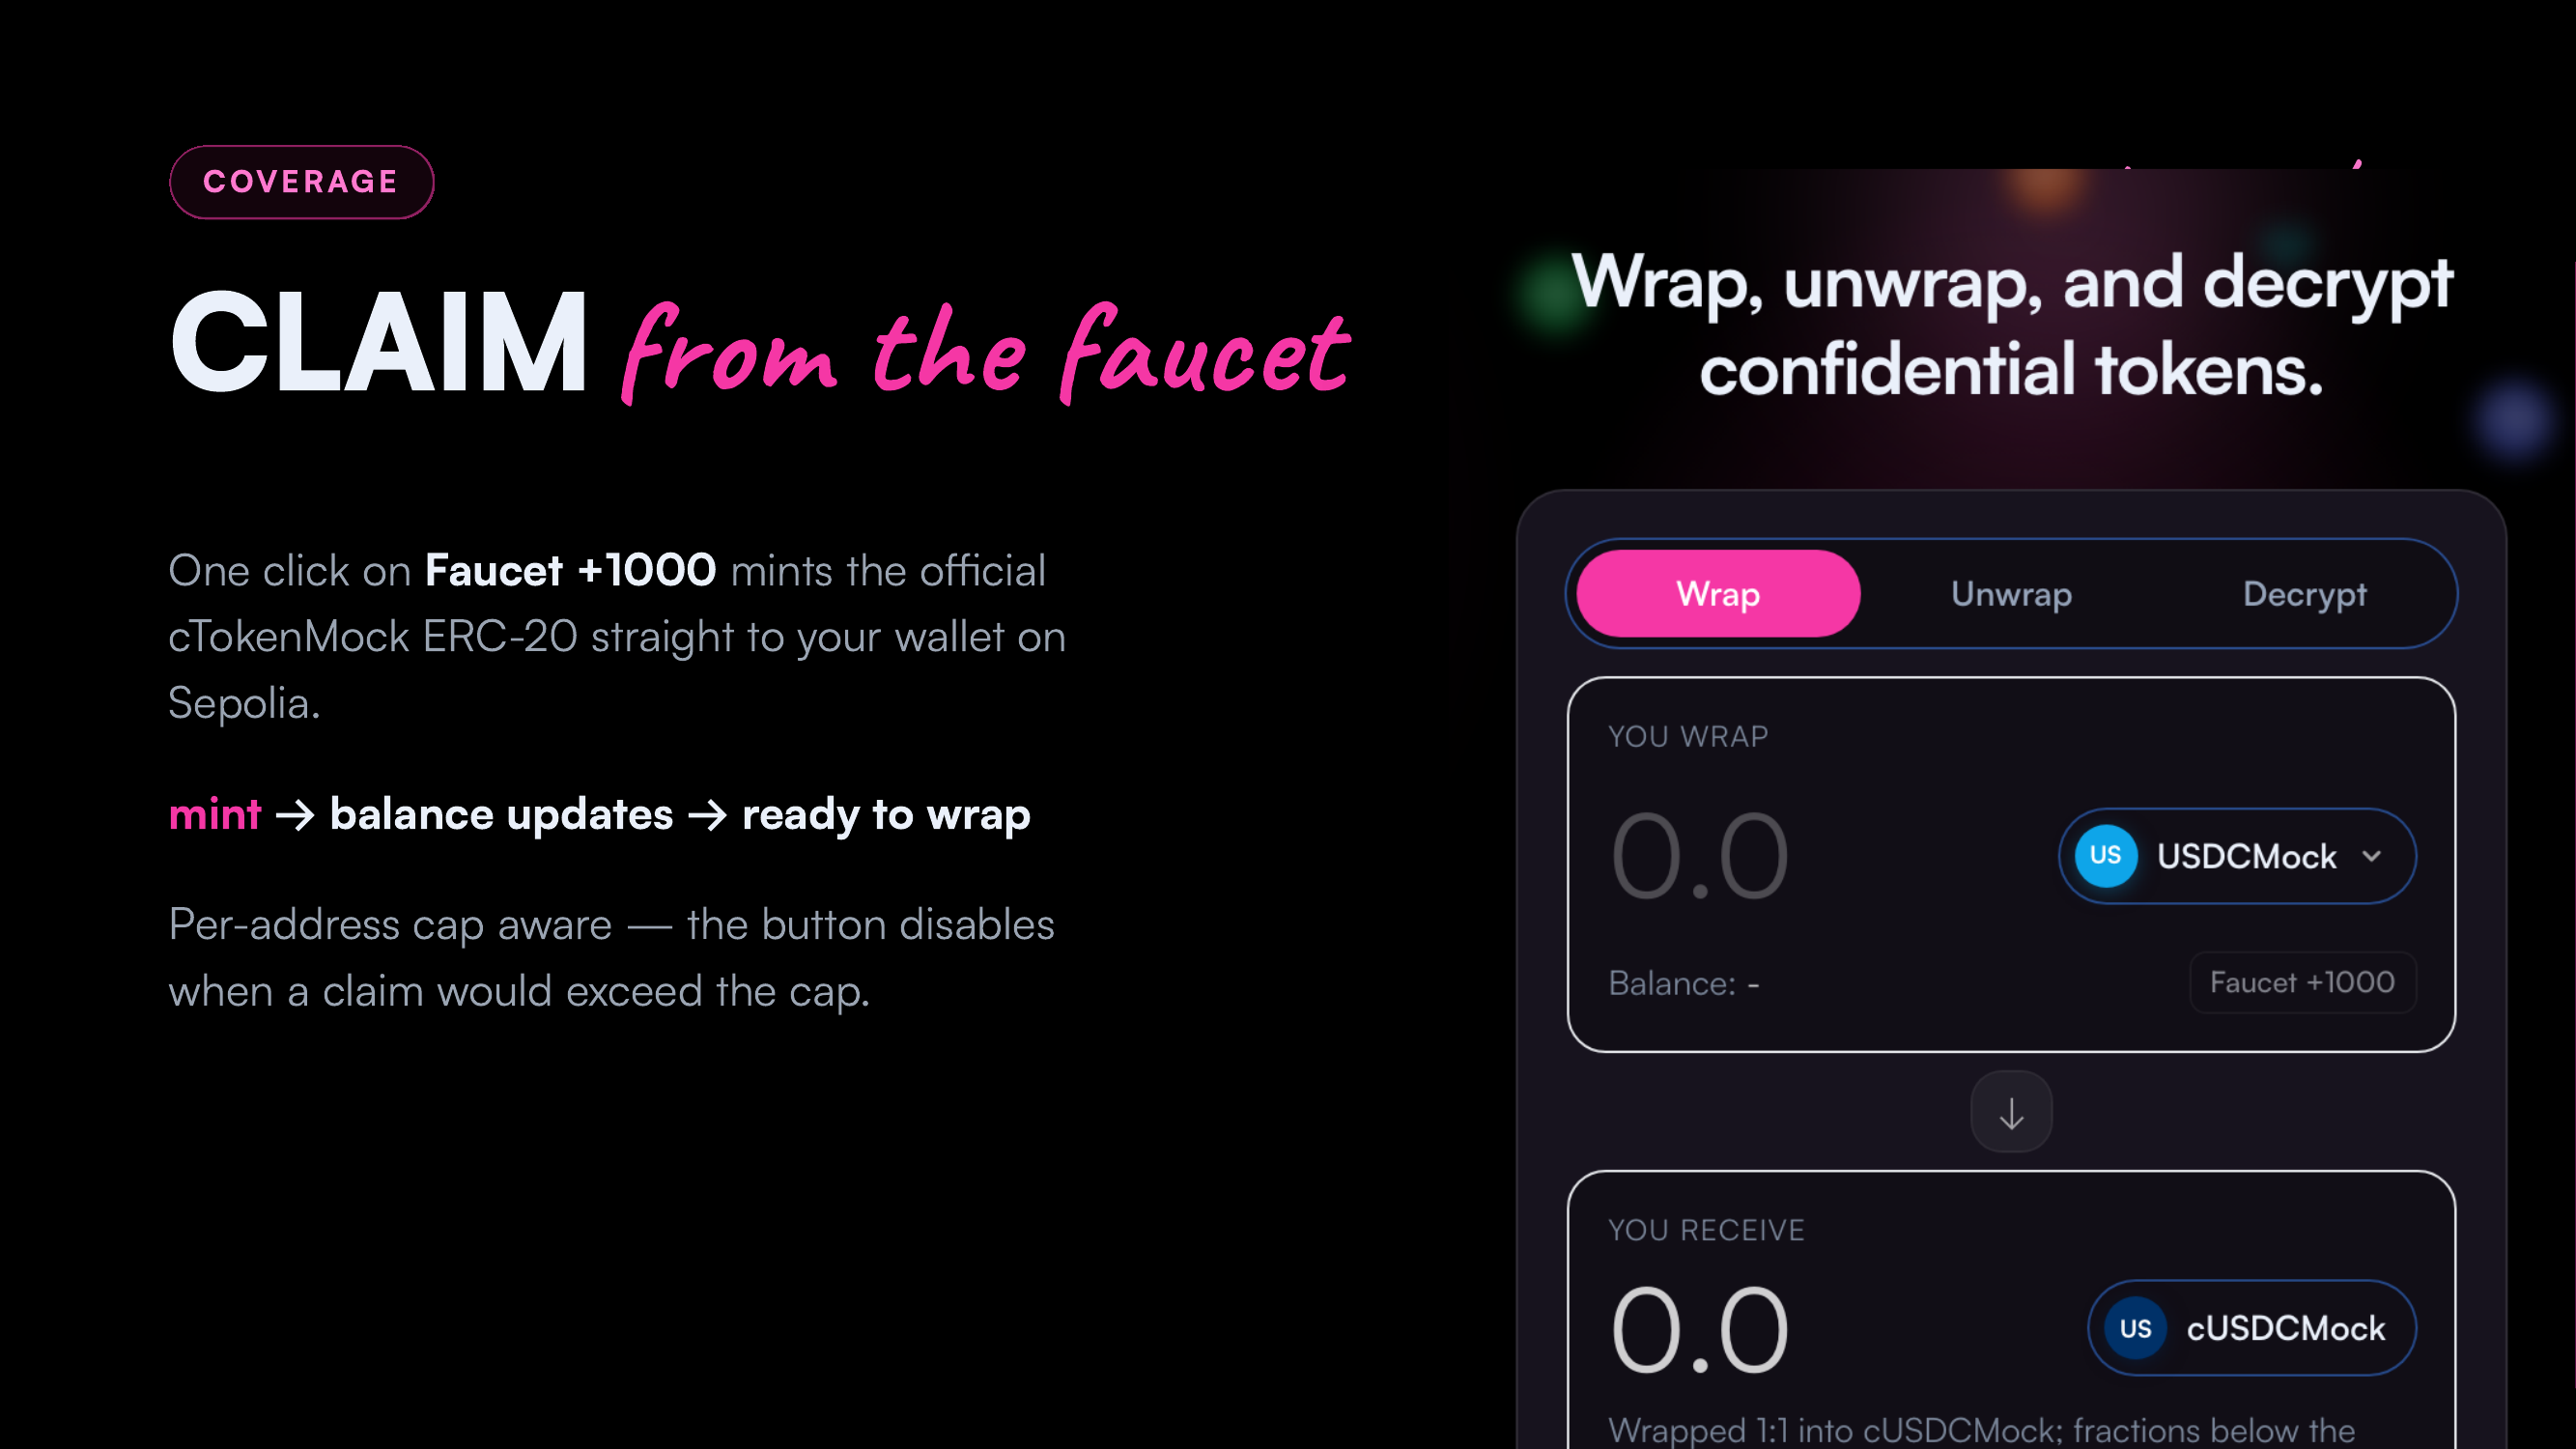 COVERAGE
CLAIM from the faucet
One click on Faucet +1000 mints the official
cTokenMock ERC-20 straight to your wallet on
Sepolia.
mint → balance updates → ready to wrap
Per-address cap aware — the button disables
when a claim would exceed the cap.
Wrap, unwrap, and decrypt
confidential tokens.
Wrap Unwrap Decrypt
YOU WRAP
0.0 US USDCMock
Balance: - Faucet +1000
↓
YOU RECEIVE
0.0 US cUSDCMock
Wrapped 1:1 into cUSDCMock; fractions below the